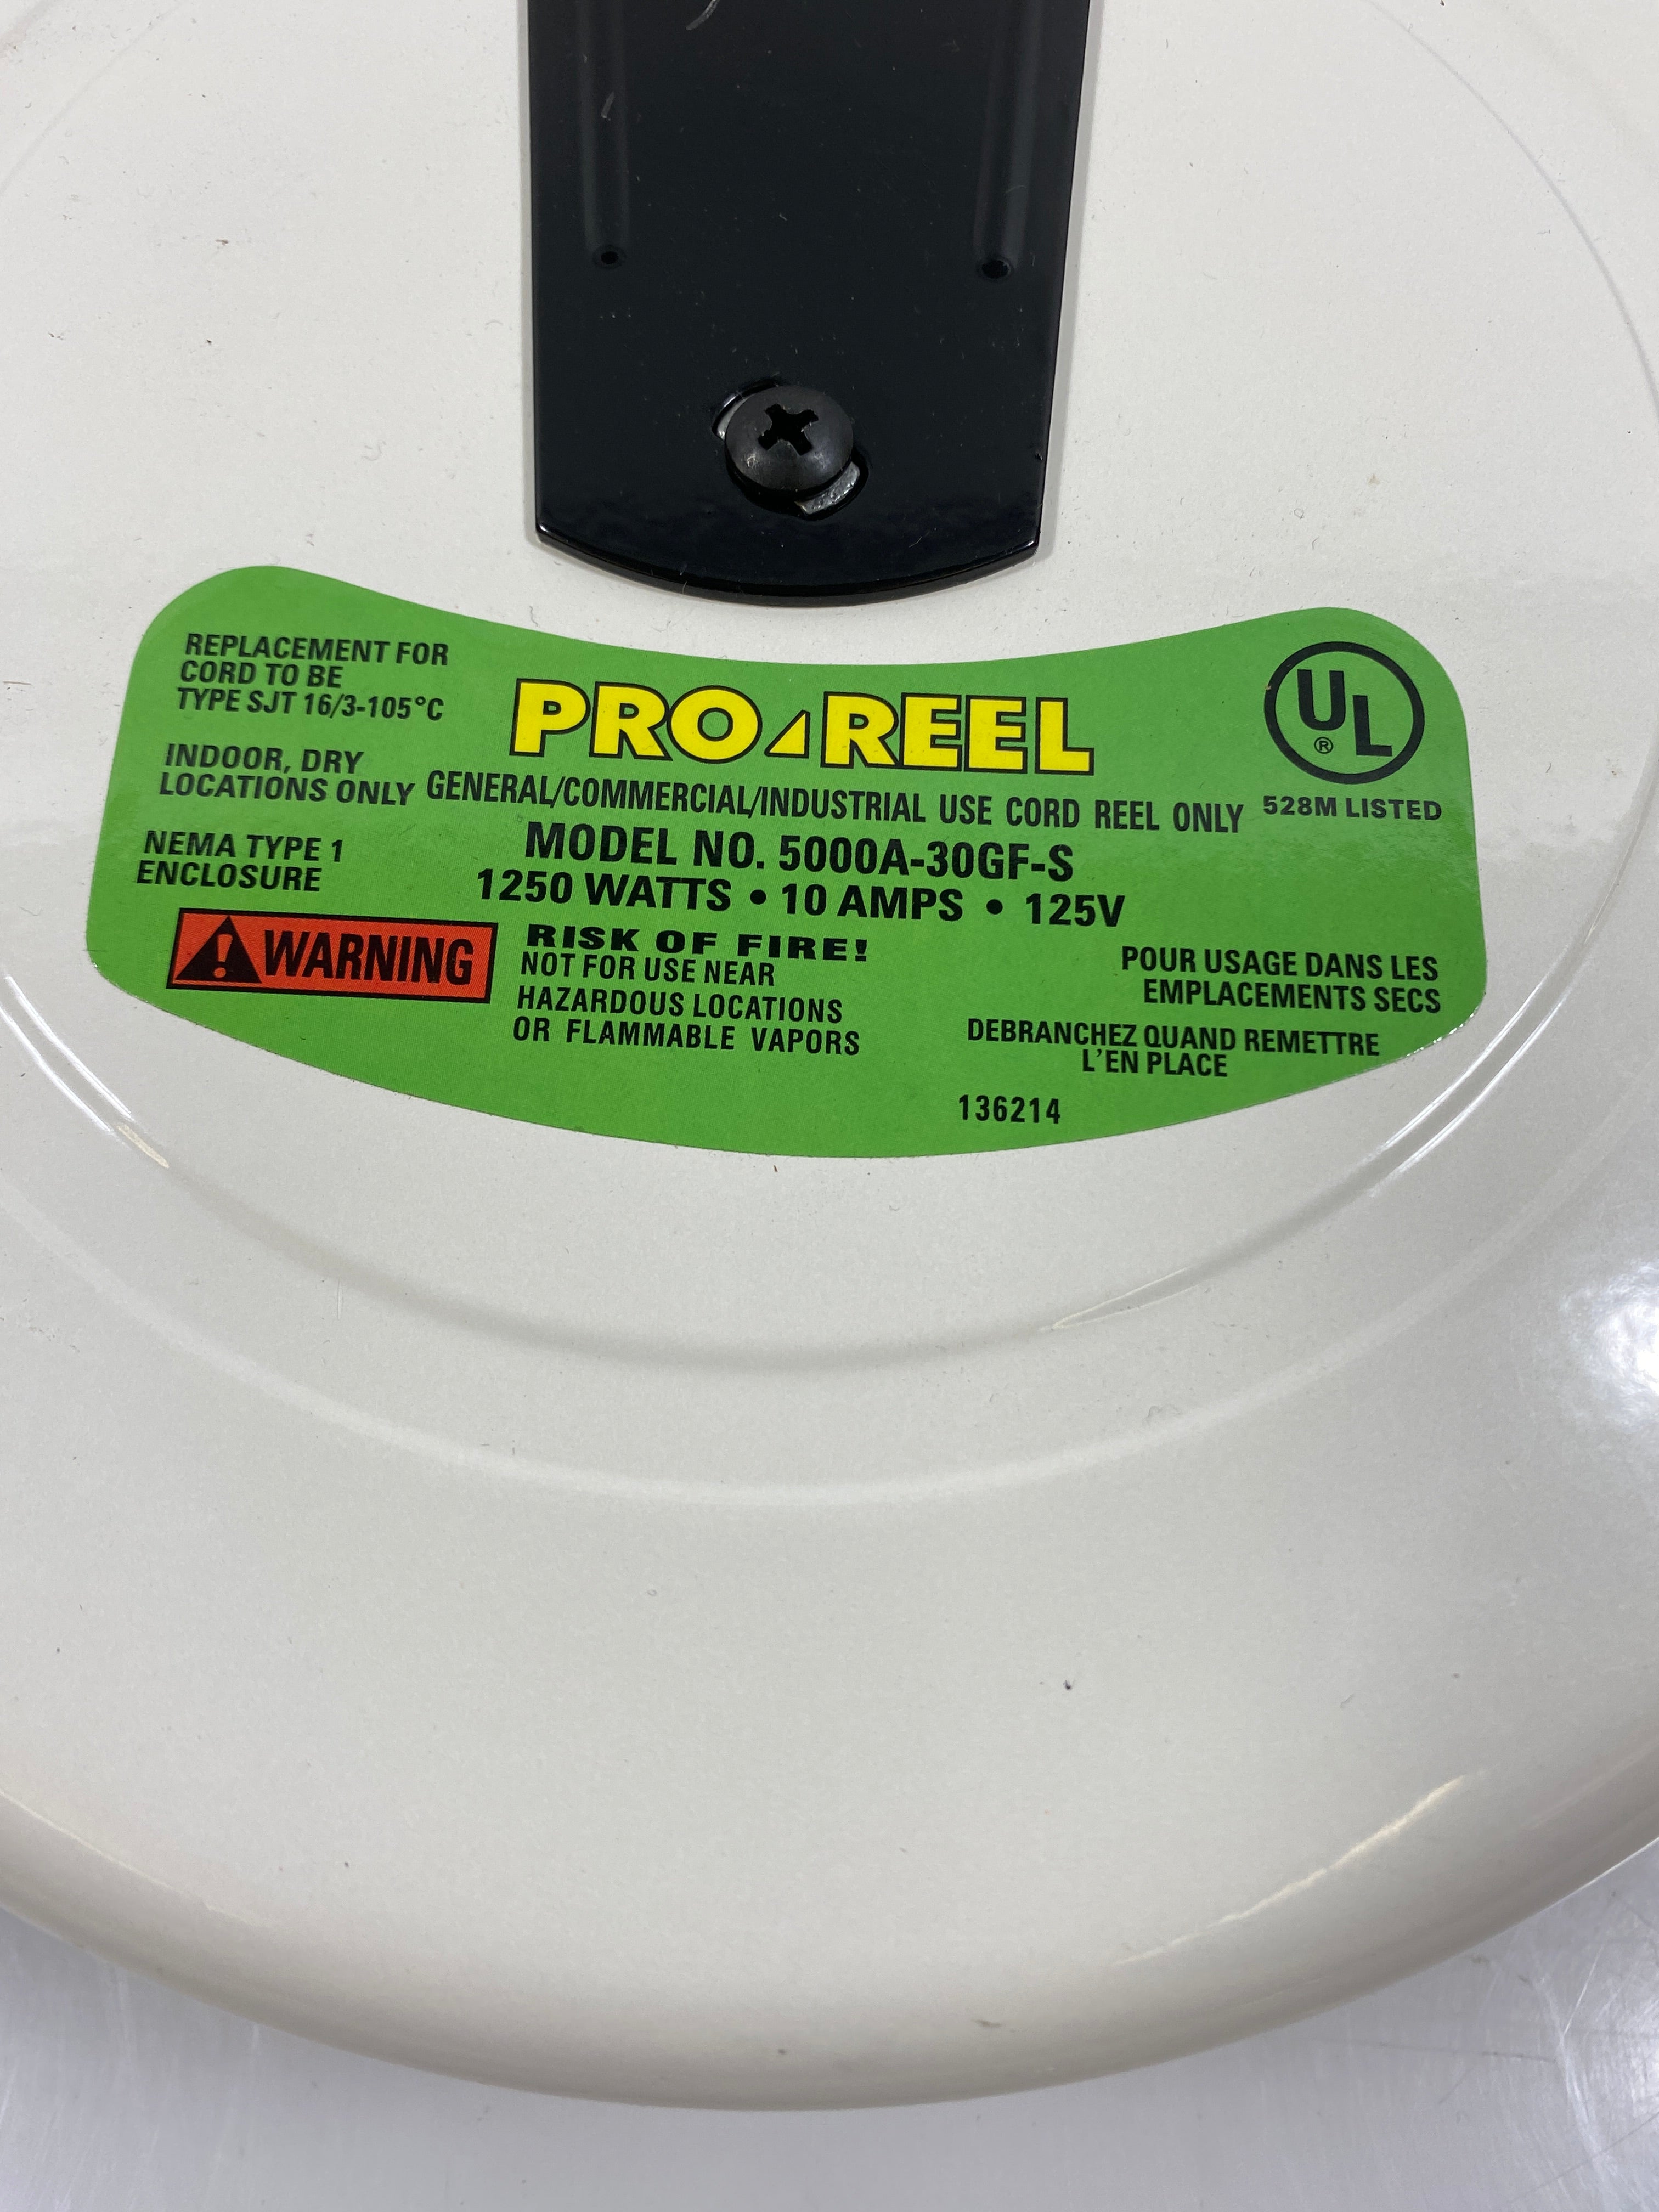 REPLACEMENT FOR
CORD TO BE
TYPE SJT 16/3-105°C
INDOOR, DRY
LOCATIONS ONLY
NEMA TYPE 1
ENCLOSURE
PRO REEL
GENERAL/COMMERCIAL/INDUSTRIAL USE CORD REEL ONLY
MODEL NO. 5000A-30GF-S
1250 WATTS • 10 AMPS • 125V
UL
®
528M LISTED
WARNING
RISK OF FIRE!
NOT FOR USE NEAR
HAZARDOUS LOCATIONS
OR FLAMMABLE VAPORS
POUR USAGE DANS LES
EMPLACEMENTS SECS
DEBRANCHEZ QUAND REMETTRE
L'EN PLACE
136214